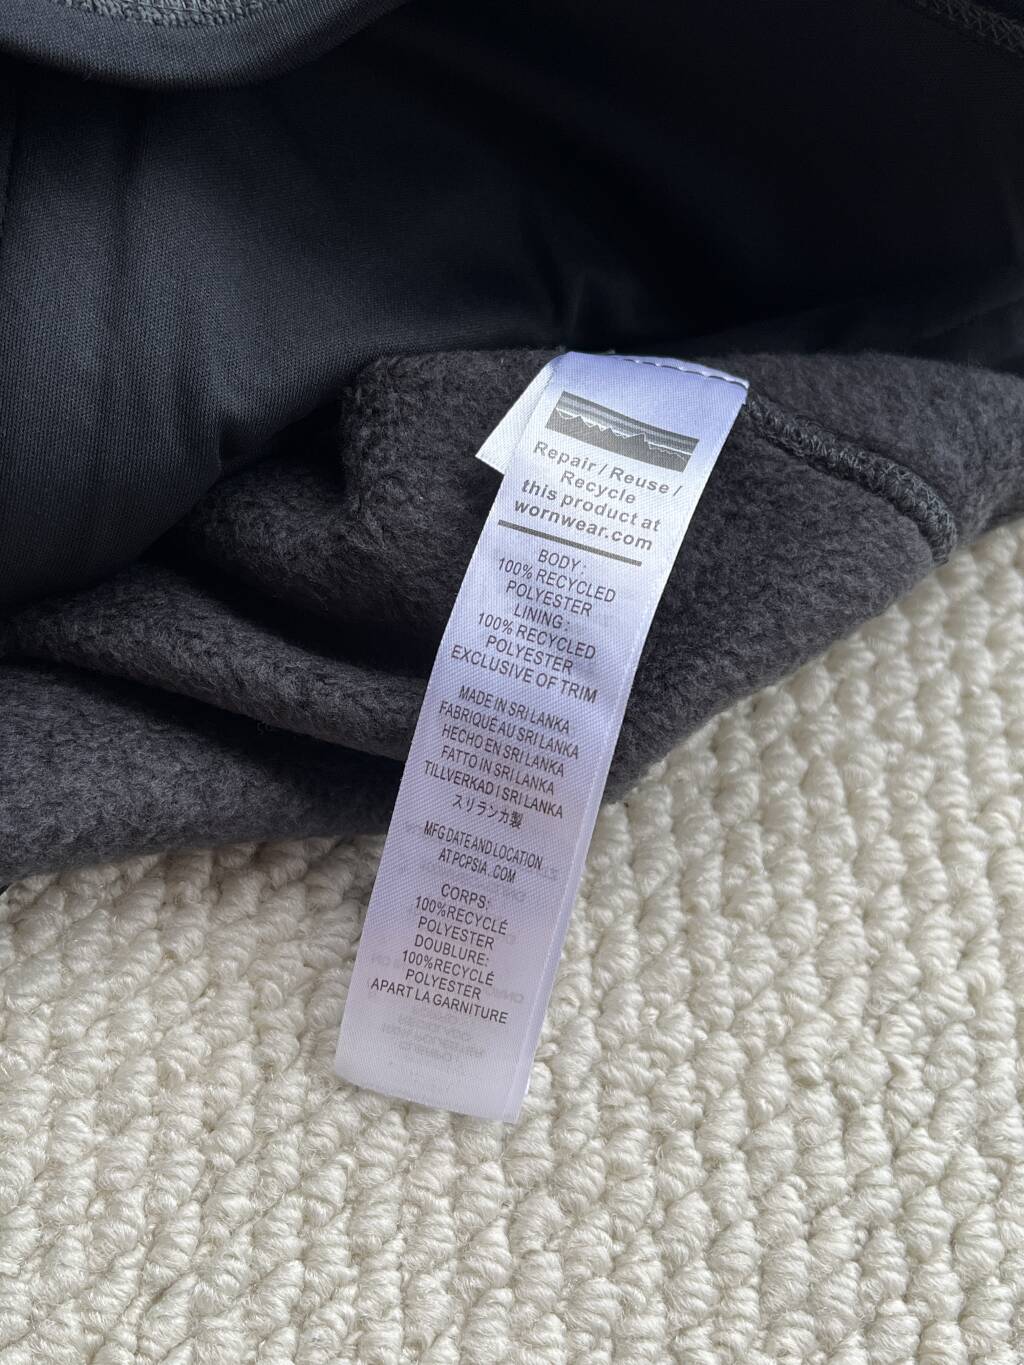 Repair / Reuse /
Recycle
this product at
wornwear.com
BODY:
100% RECYCLED
POLYESTER
LINING:
100% RECYCLED
POLYESTER
EXCLUSIVE OF TRIM
MADE IN SRI LANKA
FABRIQUÉ AU SRI LANKA
HECHO EN SRI LANKA
FATTO IN SRI LANKA
TILLVERKAD I SRI LANKA
スリランカ製
MFG DATE AND LOCATION
AT PCPSIA.COM
CORPS:
100%RECYCLÉ
POLYESTER
DOUBLURE:
100%RECYCLÉ
POLYESTER
APART LA GARNITURE